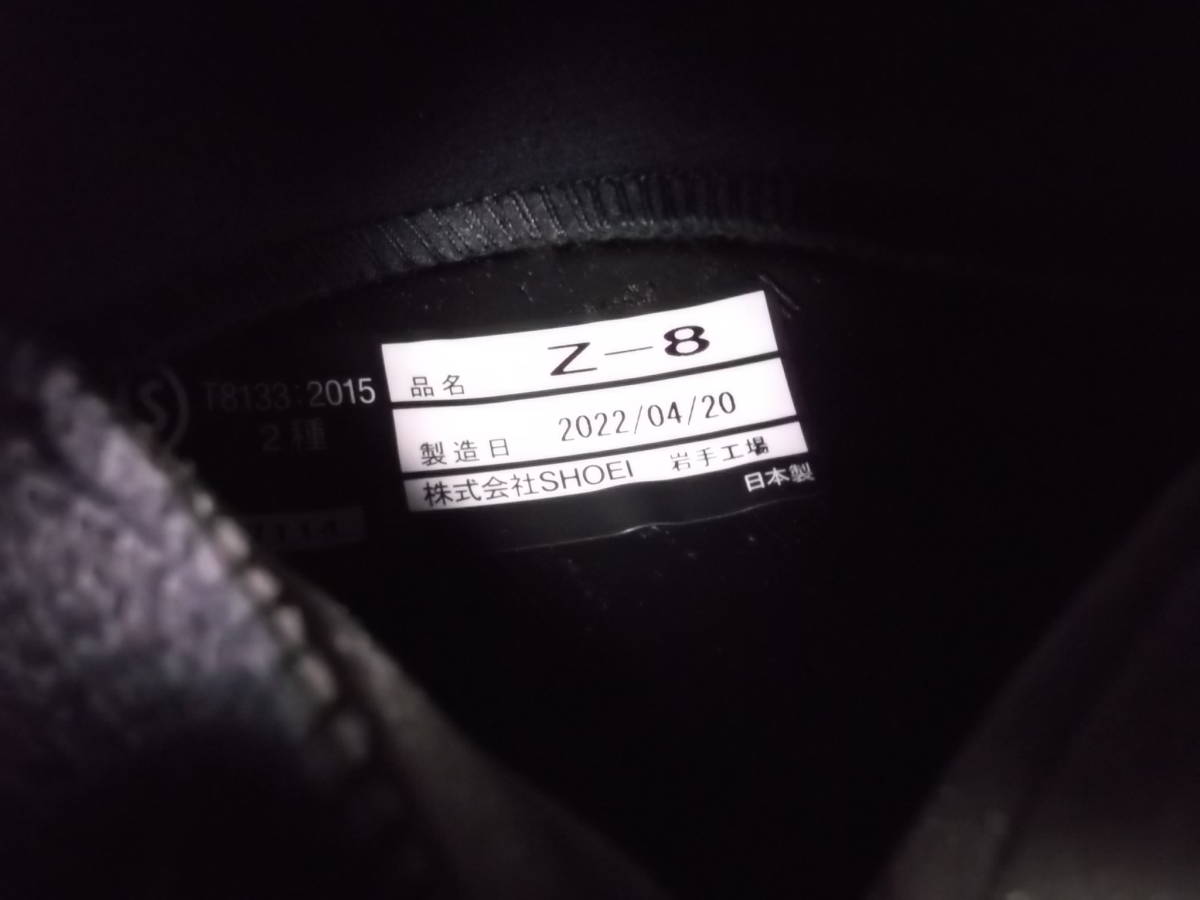 T8133:2015
2種
品名 Z-8
製造日 2022/04/20
株式会社SHOEI 岩手工場
日本製